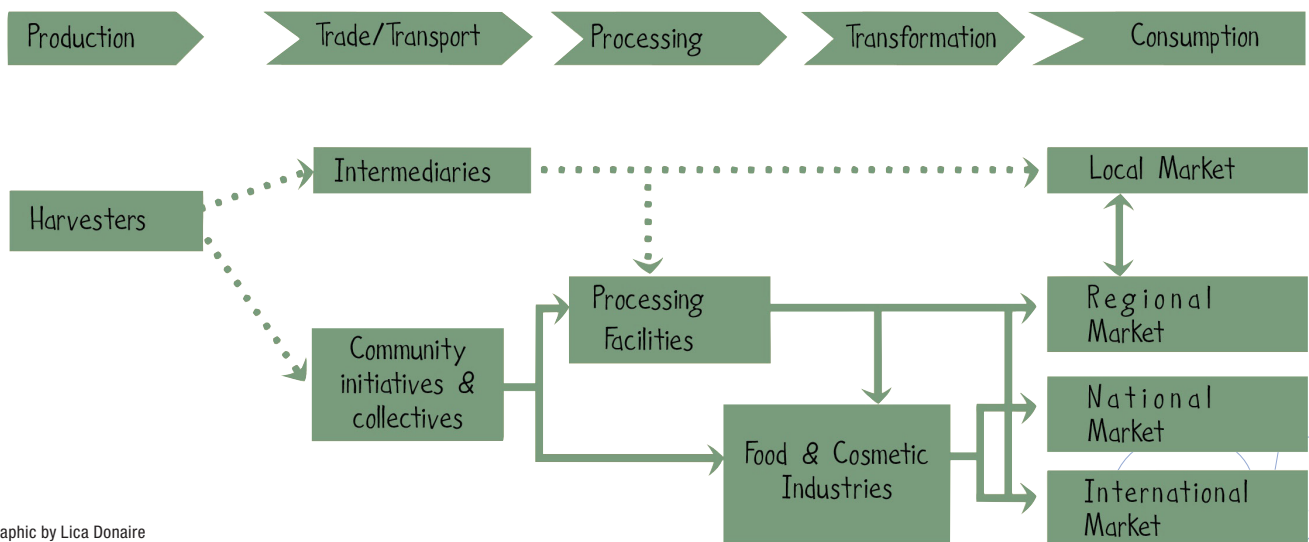 Production
Trade/Transport
Processing
Transformation
Consumption
Intermediaries
Local Market
Harvesters
Processing
Facilities
Regional
Market
Community
initiatives &
collectives
National
Market
Food & Cosmetic
Industries
International
Market
aphic by Lica Donaire